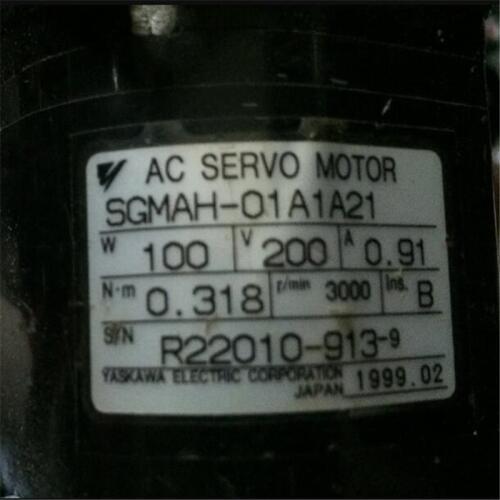 AC SERVO MOTOR
SGMAH-01A1A21
W 100 V 200 A 0.91
N·m 0.318 r/min 3000 Ins. B
S/N R22010-913-9
YASKAWA ELECTRIC CORPORATION
JAPAN 1999.02